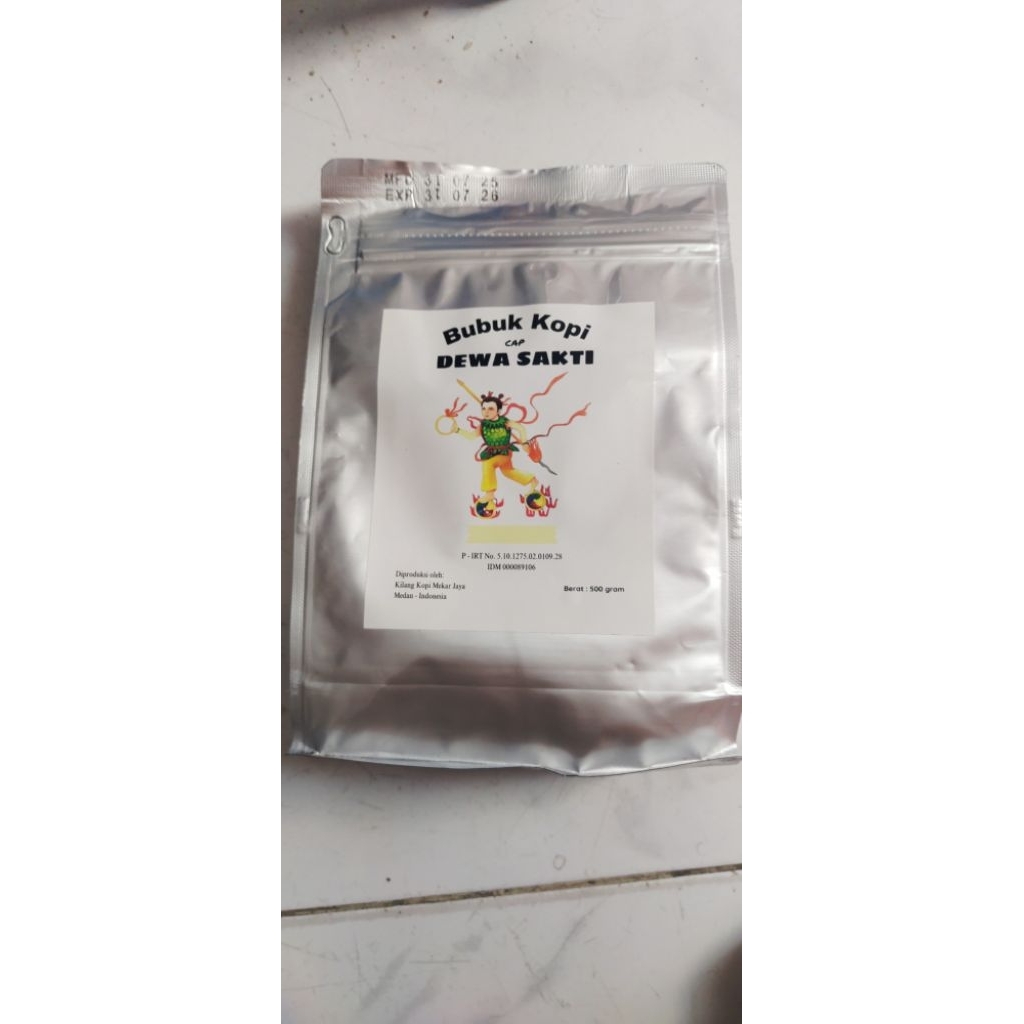 MFD 31 07 25
EXP 31 07 26
Bubuk Kopi
CAP
DEWA SAKTI
P - IRT No. 5.10.1275.02.0109.28
IDM 000089106
Diproduksi oleh:
Kilang Kopi Mekar Jaya
Medan - Indonesia
Berat : 500 gram